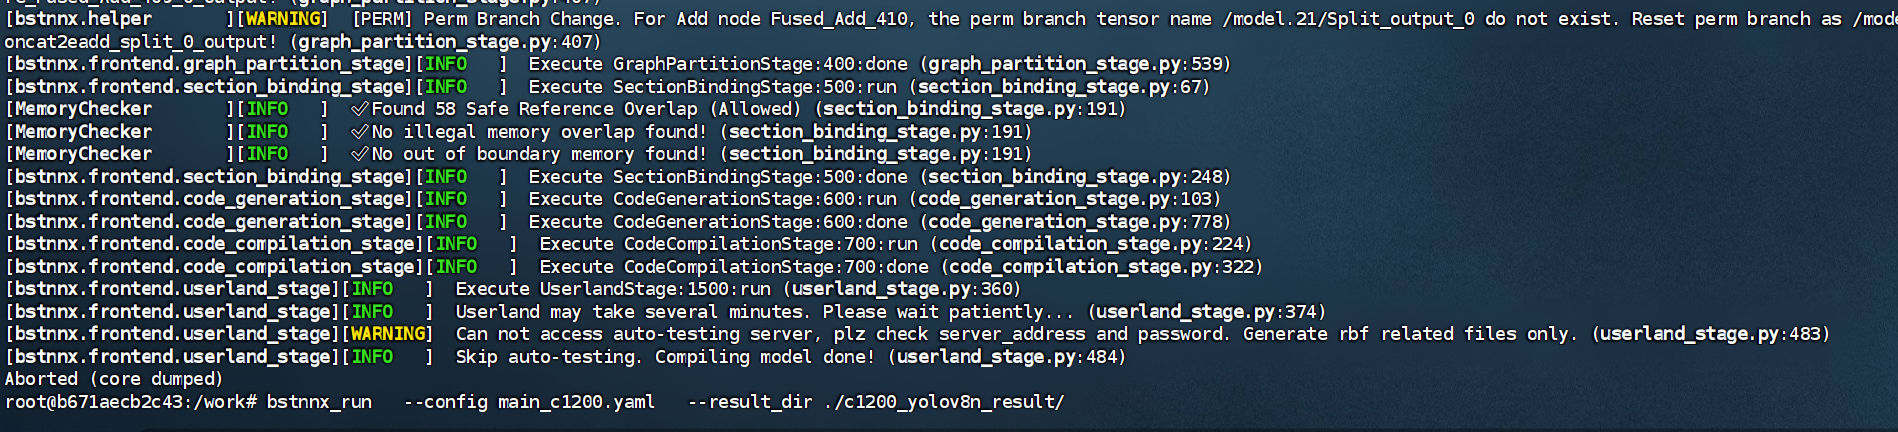 [bstnnx.helper       ][WARNING]  [PERM] Perm Branch Change. For Add node Fused_Add_410, the perm branch tensor name /model.21/Split_output_0 do not exist. Reset perm branch as
oncat2eadd_split_0_output! (graph_partition_stage.py:407)
[bstnnx.frontend.graph_partition_stage][INFO   ]  Execute GraphPartitionStage:400:done (graph_partition_stage.py:539)
[bstnnx.frontend.section_binding_stage][INFO   ]  Execute SectionBindingStage:500:run (section_binding_stage.py:67)
[MemoryChecker       ][INFO   ]  ✓Found 58 Safe Reference Overlap (Allowed) (section_binding_stage.py:191)
[MemoryChecker       ][INFO   ]  ✓No illegal memory overlap found! (section_binding_stage.py:191)
[MemoryChecker       ][INFO   ]  ✓No out of boundary memory found! (section_binding_stage.py:191)
[bstnnx.frontend.section_binding_stage][INFO   ]  Execute SectionBindingStage:500:done (section_binding_stage.py:248)
[bstnnx.frontend.code_generation_stage][INFO   ]  Execute CodeGenerationStage:600:run (code_generation_stage.py:103)
[bstnnx.frontend.code_generation_stage][INFO   ]  Execute CodeGenerationStage:600:done (code_generation_stage.py:778)
[bstnnx.frontend.code_compilation_stage][INFO   ]  Execute CodeCompilationStage:700:run (code_compilation_stage.py:224)
[bstnnx.frontend.code_compilation_stage][INFO   ]  Execute CodeCompilationStage:700:done (code_compilation_stage.py:322)
[bstnnx.frontend.userland_stage][INFO   ]  Execute UserlandStage:1500:run (userland_stage.py:360)
[bstnnx.frontend.userland_stage][INFO   ]  Userland may take several minutes. Please wait patiently... (userland_stage.py:374)
[bstnnx.frontend.userland_stage][WARNING]  Can not access auto-testing server, plz check server_address and password. Generate rbf related files only. (userland_stage.py:483)
[bstnnx.frontend.userland_stage][INFO   ]  Skip auto-testing. Compiling model done! (userland_stage.py:484)
Aborted (core dumped)
root@b671aecb2c43:/work# bstnnx_run   --config main_c1200.yaml   --result_dir ./c1200_yolov8n_result/